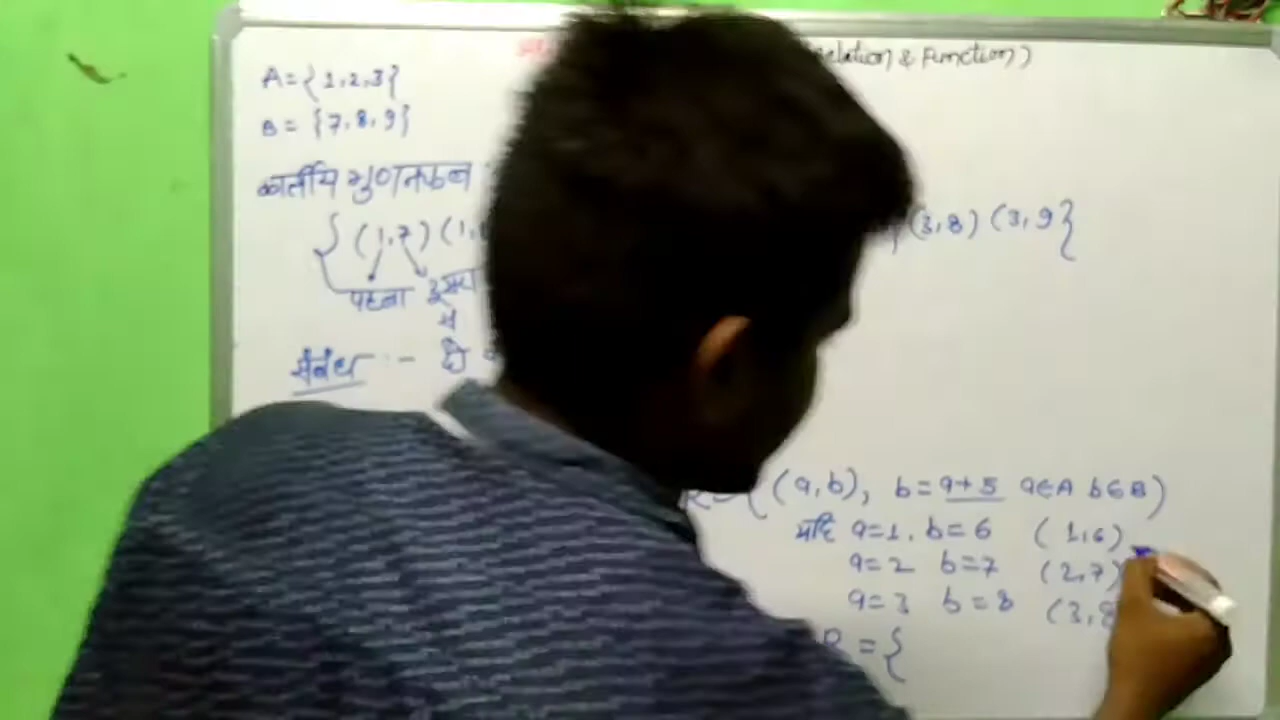 Relation & Function)
A = { 1, 2, 3 }
B = { 7, 8, 9 }
कार्तीय गुणनफल
{ (1,7) (1, (3,8) (3,9 }
पहला दूसरा
से
संबंध :- दो
R = ( (a,b), b = a+5 a∈A b∈B )
यदि a=1, b=6 (1,6)
a=2 b=7 (2,7)
a=3 b=8 (3,8
R = {